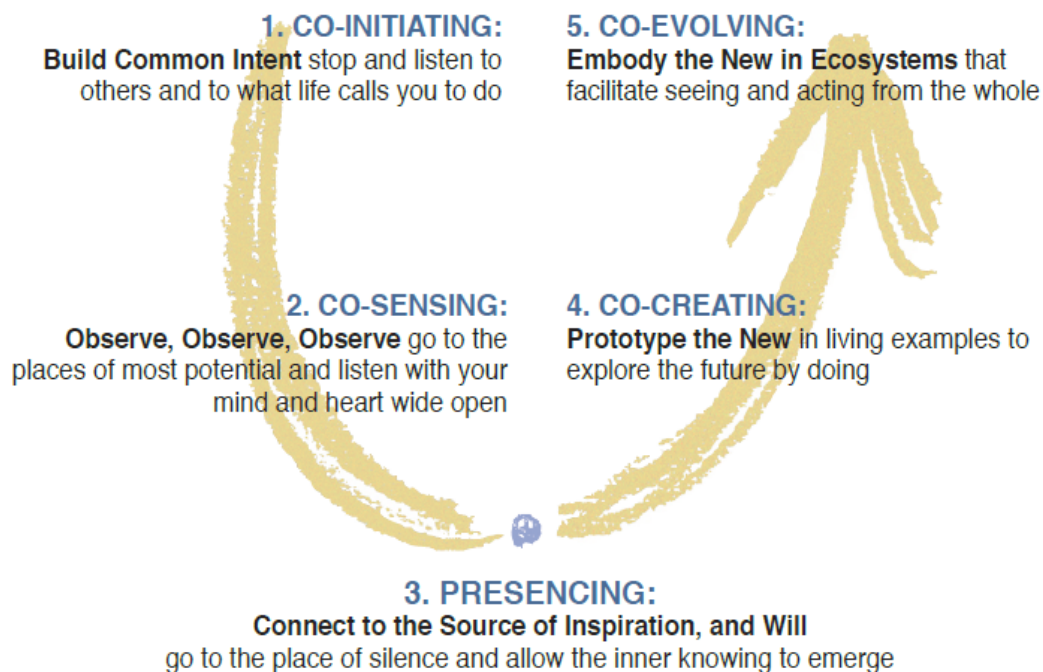 1. CO-INITIATING:
Build Common Intent stop and listen to
others and to what life calls you to do
2. CO-SENSING:
Observe, Observe, Observe go to the
places of most potential and listen with your
mind and heart wide open
3. PRESENCING:
Connect to the Source of Inspiration, and Will
go to the place of silence and allow the inner knowing to emerge
4. CO-CREATING:
Prototype the New in living examples to
explore the future by doing
5. CO-EVOLVING:
Embody the New in Ecosystems that
facilitate seeing and acting from the whole